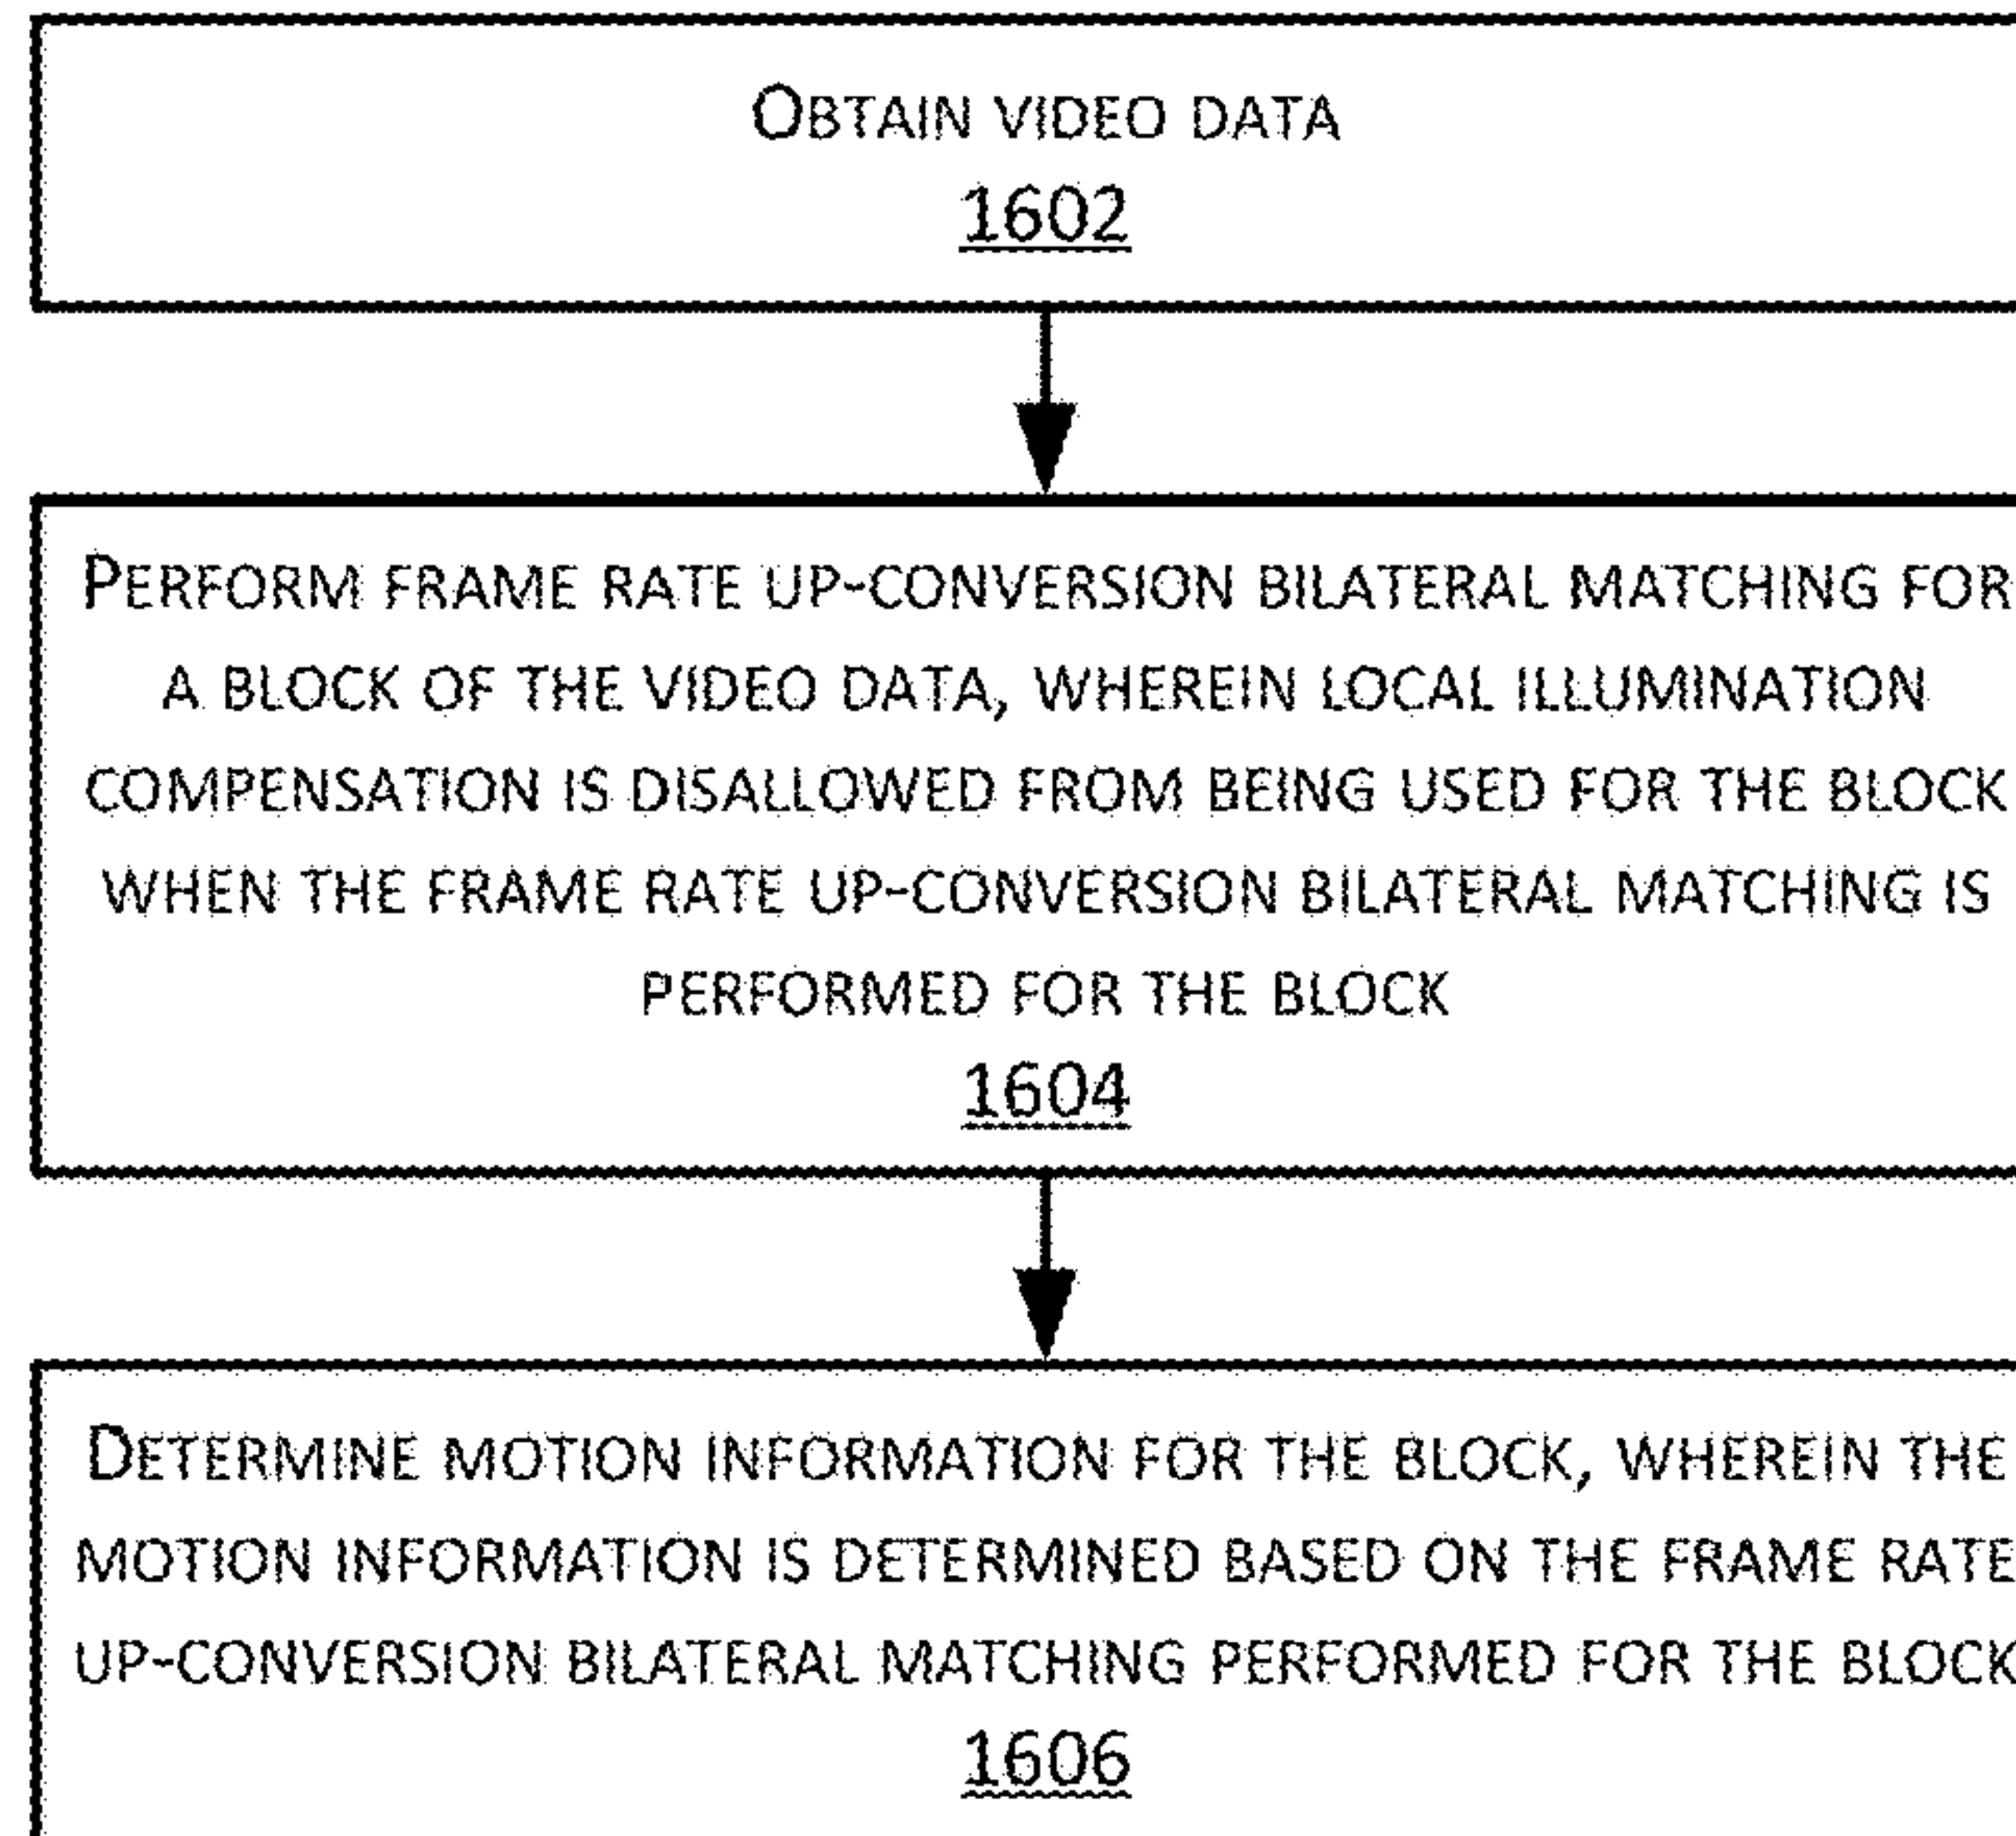 OBTAIN VIDEO DATA
1602
PERFORM FRAME RATE UP-CONVERSION BILATERAL MATCHING FOR
A BLOCK OF THE VIDEO DATA, WHEREIN LOCAL ILLUMINATION
COMPENSATION IS DISALLOWED FROM BEING USED FOR THE BLOCK
WHEN THE FRAME RATE UP-CONVERSION BILATERAL MATCHING IS
PERFORMED FOR THE BLOCK
1604
DETERMINE MOTION INFORMATION FOR THE BLOCK, WHEREIN THE
MOTION INFORMATION IS DETERMINED BASED ON THE FRAME RATE
UP-CONVERSION BILATERAL MATCHING PERFORMED FOR THE BLOCK
1606